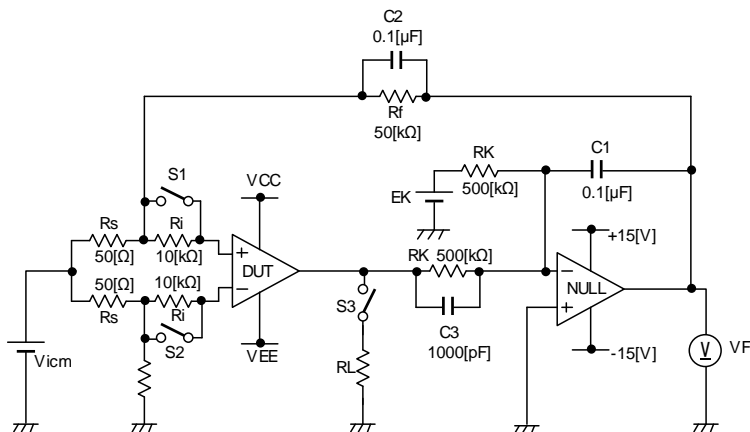 C2
0.1[µF]
Rf
50[kΩ]
C1
0.1[µF]
RK
500[kΩ]
EK
S1
VCC
Rs
50[Ω]
Ri
10[kΩ]
+
DUT
−
50[Ω]
Rs
10[kΩ]
Ri
S2
VEE
Vicm
RK 500[kΩ]
C3
1000[pF]
S3
RL
−
NULL
+
+15[V]
-15[V]
V
VF